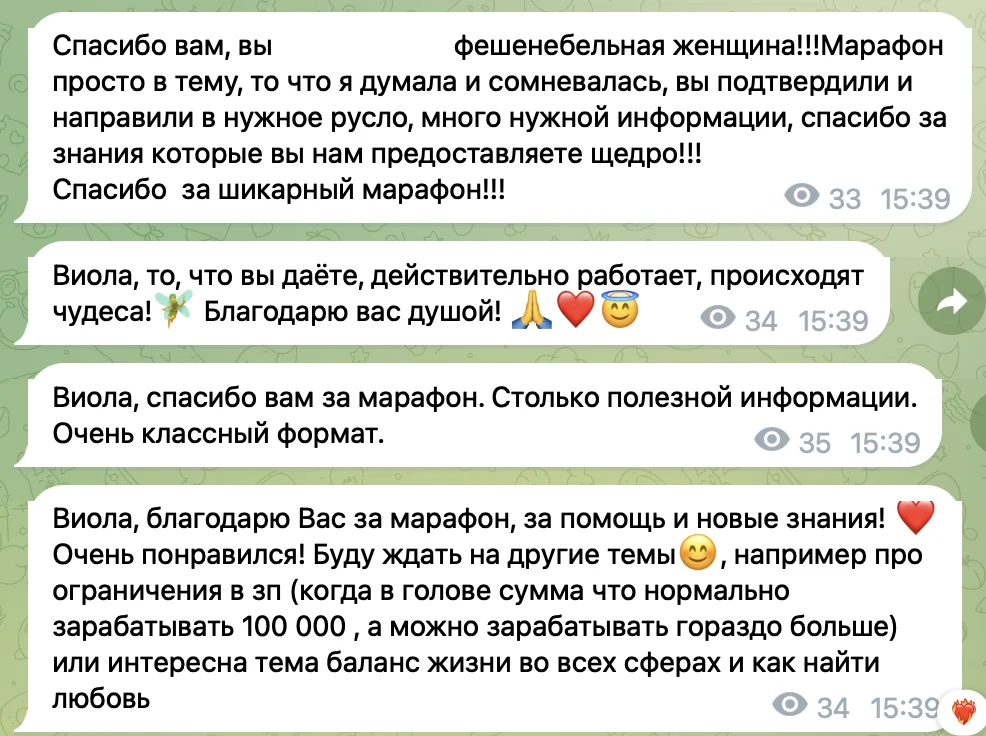 Спасибо вам, вы фешенебельная женщина!!!Марафон
просто в тему, то что я думала и сомневалась, вы подтвердили и
направили в нужное русло, много нужной информации, спасибо за
знания которые вы нам предоставляете щедро!!!
Спасибо за шикарный марафон!!!
33 15:39
Виола, то, что вы даёте, действительно работает, происходят
чудеса! Благодарю вас душой! 🙏❤️😇
34 15:39
Виола, спасибо вам за марафон. Столько полезной информации.
Очень классный формат.
35 15:39
Виола, благодарю Вас за марафон, за помощь и новые знания! ❤️
Очень понравился! Буду ждать на другие темы😊, например про
ограничения в зп (когда в голове сумма что нормально
зарабатывать 100 000 , а можно зарабатывать гораздо больше)
или интересна тема баланс жизни во всех сферах и как найти
любовь
34 15:39